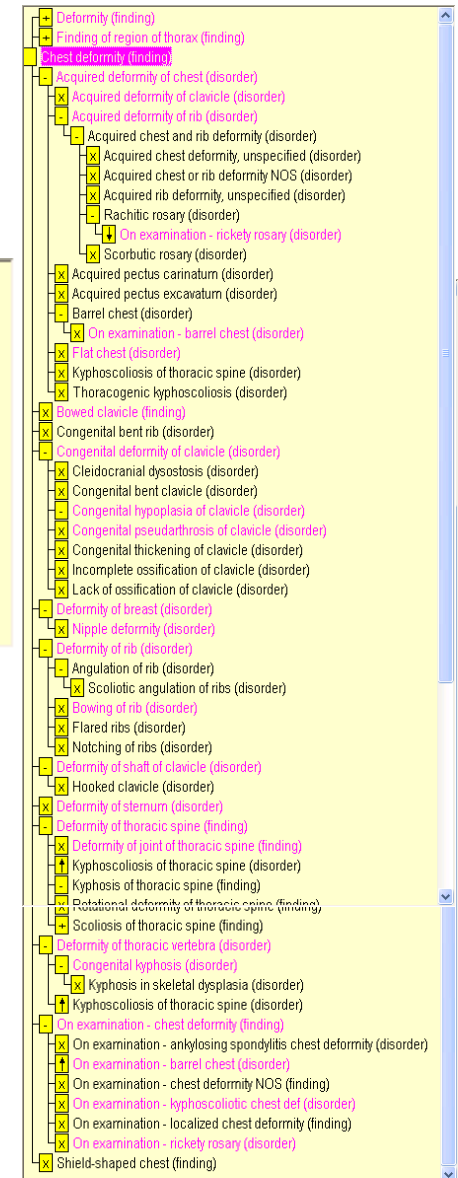 Deformity (finding)
Finding of region of thorax (finding)
Chest deformity (finding)
Acquired deformity of chest (disorder)
Acquired deformity of clavicle (disorder)
Acquired deformity of rib (disorder)
Acquired chest and rib deformity (disorder)
Acquired chest deformity, unspecified (disorder)
Acquired chest or rib deformity NOS (disorder)
Acquired rib deformity, unspecified (disorder)
Rachitic rosary (disorder)
On examination - rickety rosary (disorder)
Scorbutic rosary (disorder)
Acquired pectus carinatum (disorder)
Acquired pectus excavatum (disorder)
Barrel chest (disorder)
On examination - barrel chest (disorder)
Flat chest (disorder)
Kyphoscoliosis of thoracic spine (disorder)
Thoracogenic kyphoscoliosis (disorder)
Bowed clavicle (finding)
Congenital bent rib (disorder)
Congenital deformity of clavicle (disorder)
Cleidocranial dysostosis (disorder)
Congenital bent clavicle (disorder)
Congenital hypoplasia of clavicle (disorder)
Congenital pseudarthrosis of clavicle (disorder)
Congenital thickening of clavicle (disorder)
Incomplete ossification of clavicle (disorder)
Lack of ossification of clavicle (disorder)
Deformity of breast (disorder)
Nipple deformity (disorder)
Deformity of rib (disorder)
Angulation of rib (disorder)
Scoliotic angulation of ribs (disorder)
Bowing of rib (disorder)
Flared ribs (disorder)
Notching of ribs (disorder)
Deformity of shaft of clavicle (disorder)
Hooked clavicle (disorder)
Deformity of sternum (disorder)
Deformity of thoracic spine (finding)
Deformity of joint of thoracic spine (finding)
Kyphoscoliosis of thoracic spine (disorder)
Kyphosis of thoracic spine (finding)
Rotational deformity of thoracic spine (finding)
Scoliosis of thoracic spine (finding)
Deformity of thoracic vertebra (disorder)
Congenital kyphosis (disorder)
Kyphosis in skeletal dysplasia (disorder)
Kyphoscoliosis of thoracic spine (disorder)
On examination - chest deformity (finding)
On examination - ankylosing spondylitis chest deformity (disorder)
On examination - barrel chest (disorder)
On examination - chest deformity NOS (finding)
On examination - kyphoscoliotic chest def (disorder)
On examination - localized chest deformity (finding)
On examination - rickety rosary (disorder)
Shield-shaped chest (finding)